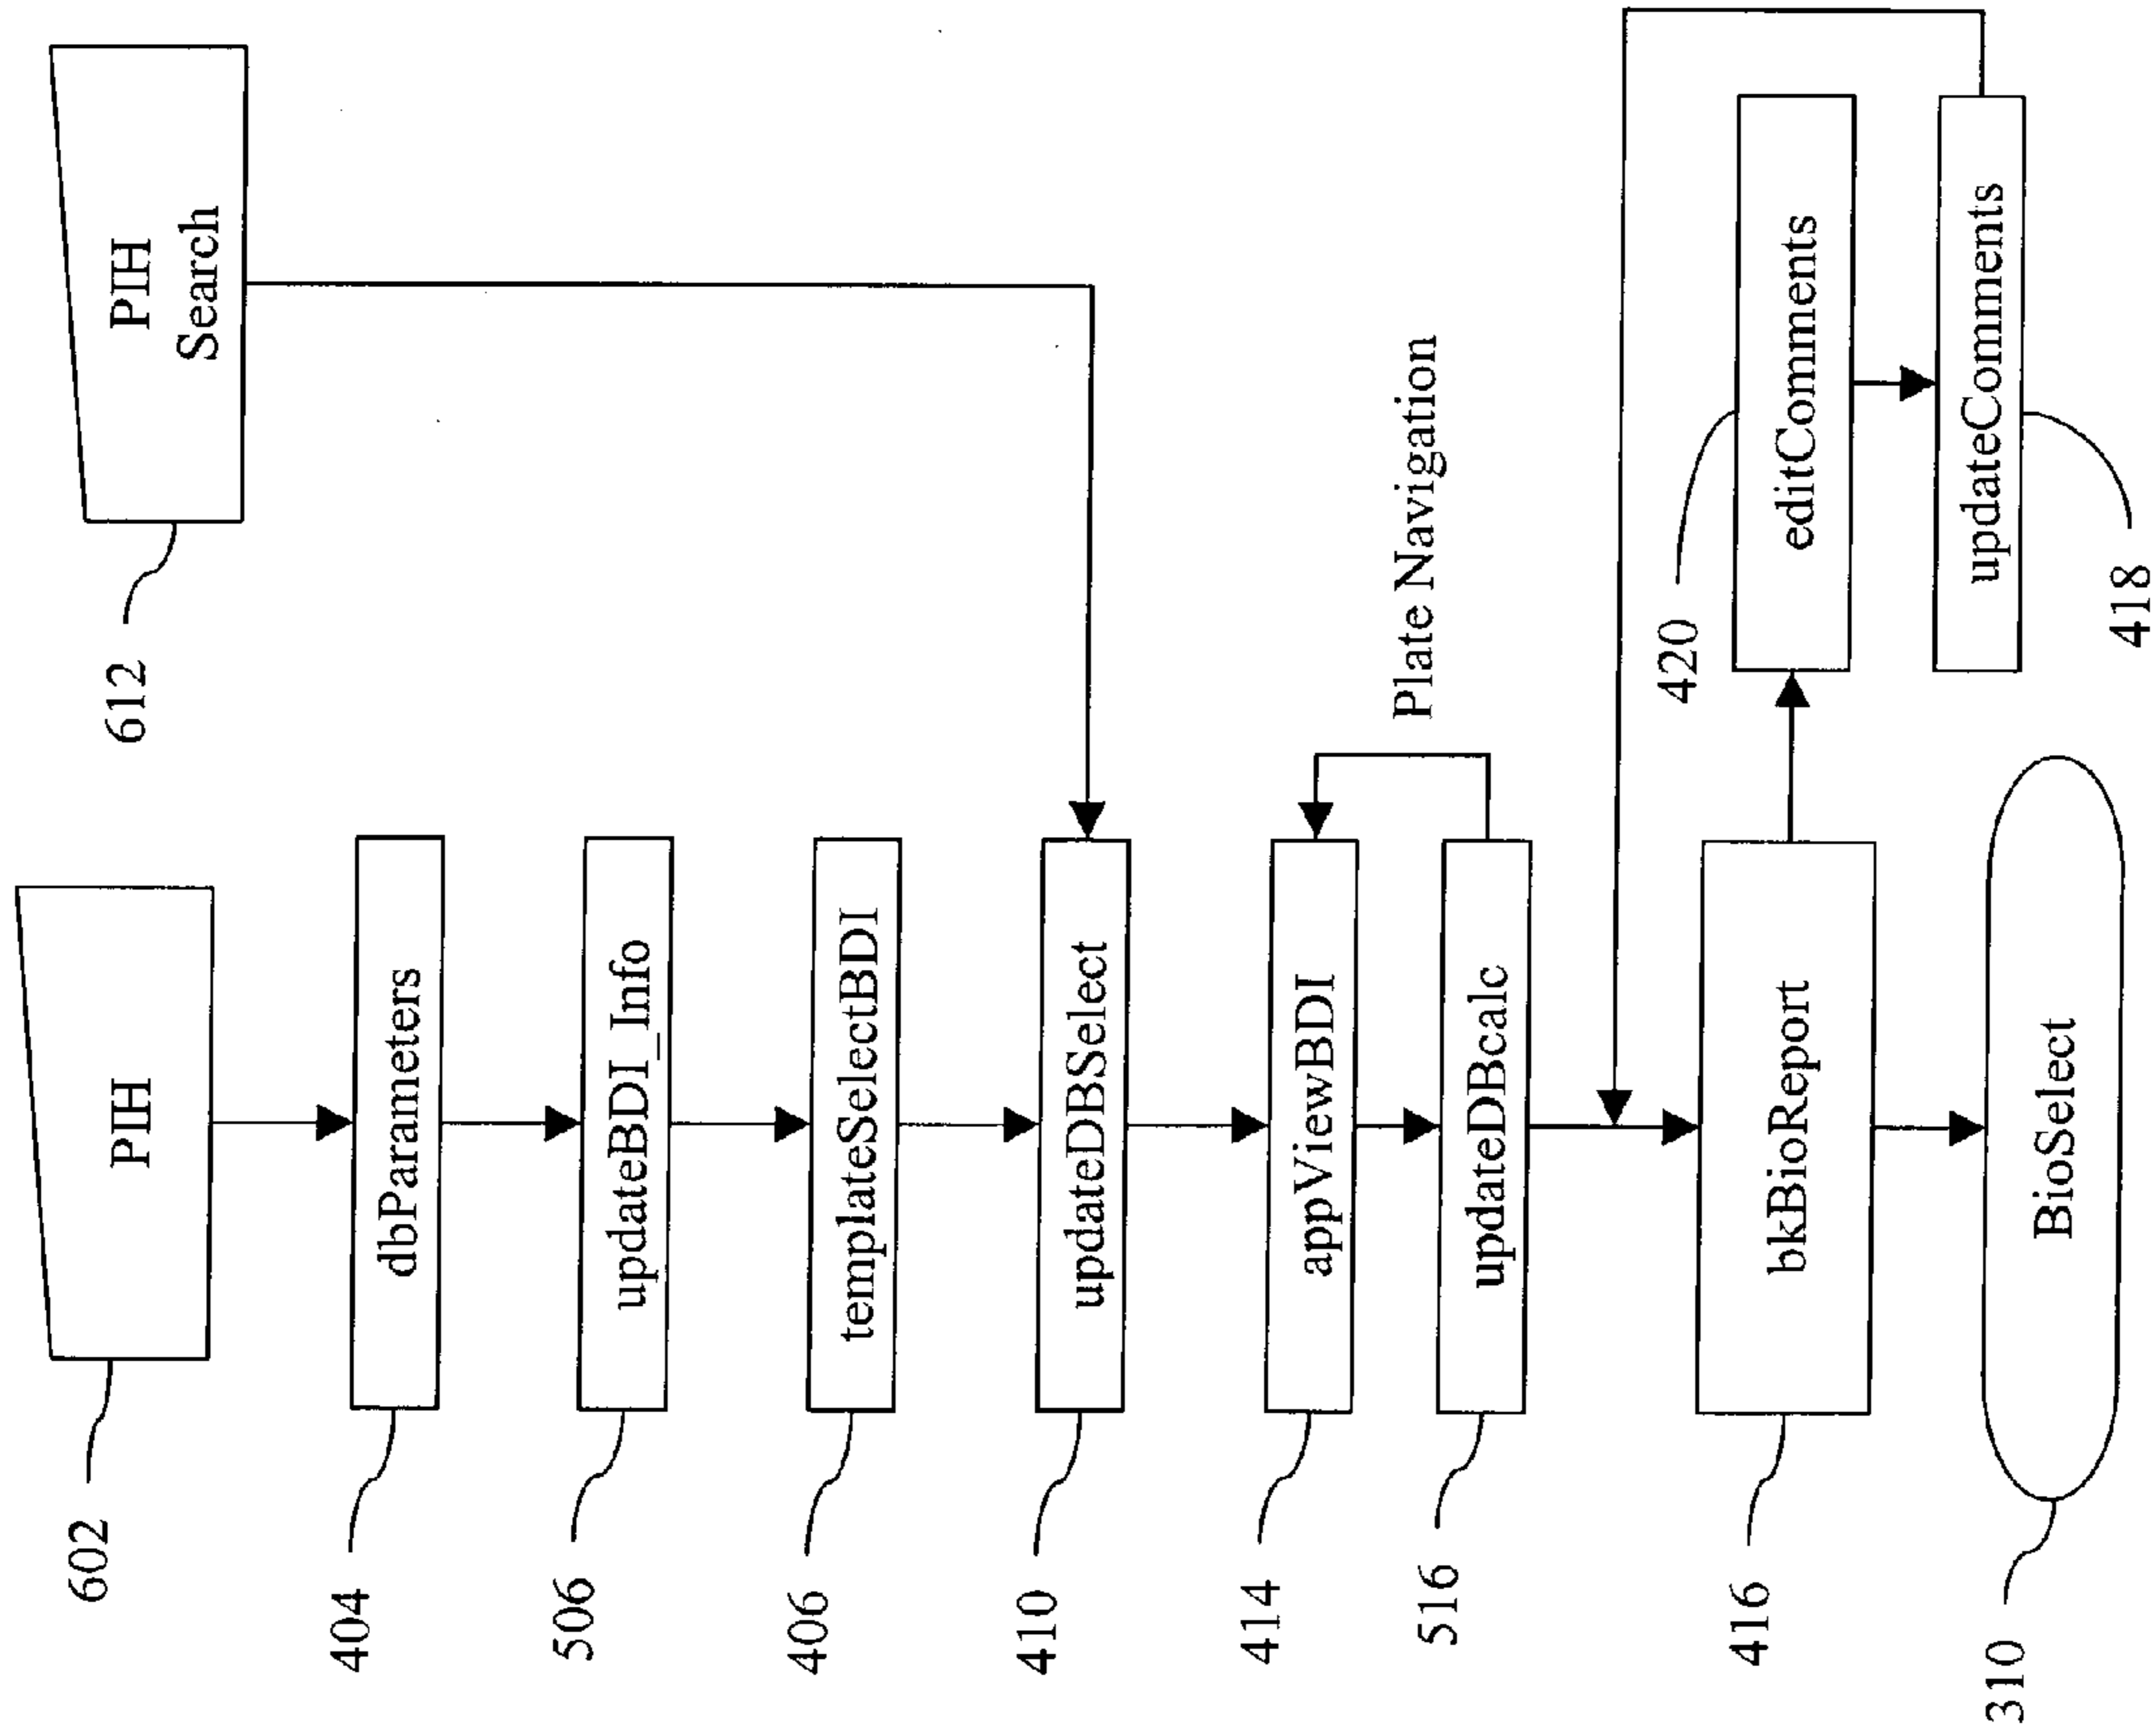 602
PIH
612
PIH
Search
404
dbParameters
506
updateBDI_Info
406
templateSelectBDI
410
updateDBSelect
414
appViewBDI
Plate Navigation
516
updateDBcalc
416
bkBioReport
420
editComments
418
updateComments
310
BioSelect